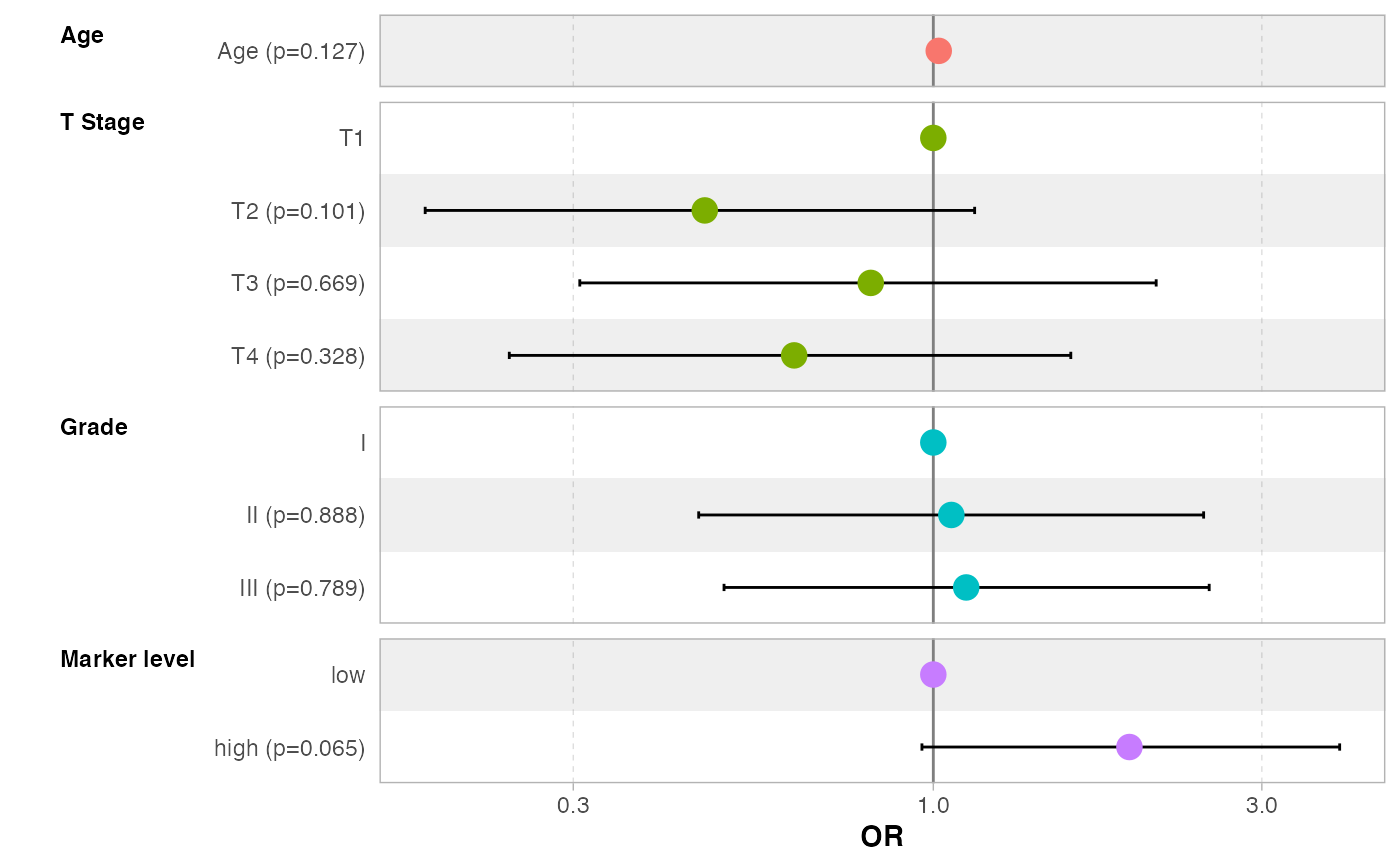 Age
Age (p=0.127)
T Stage
T1
T2 (p=0.101)
T3 (p=0.669)
T4 (p=0.328)
Grade
I
II (p=0.888)
III (p=0.789)
Marker level
low
high (p=0.065)
0.3 1.0 3.0
OR